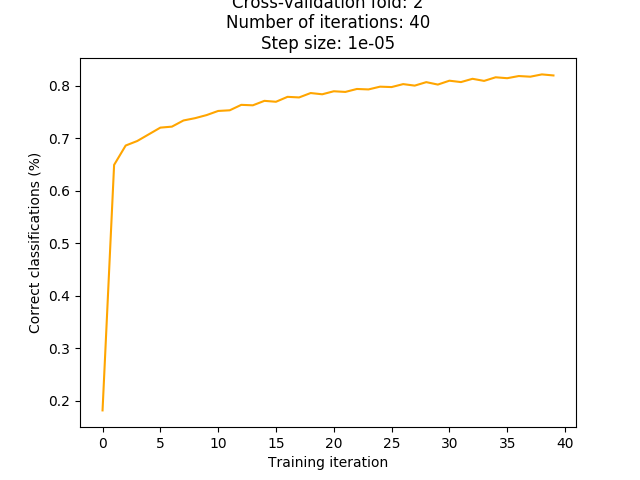 Cross-validation fold: 2
Number of iterations: 40
Step size: 1e-05
0.8
0.7
0.6
0.5
0.4
0.3
0.2
Correct classifications (%)
0 5 10 15 20 25 30 35 40
Training iteration